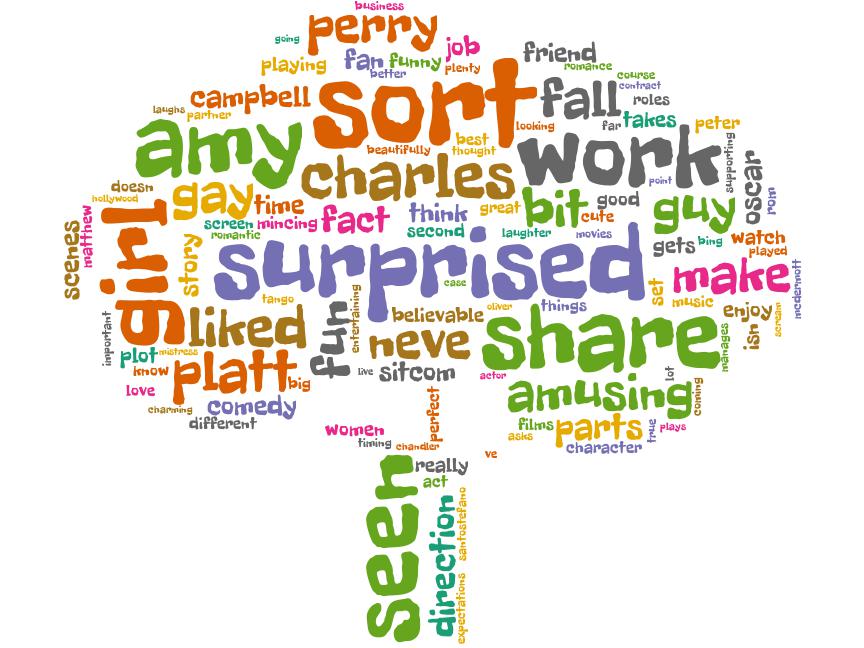 business
going
perry
job
friend
playing
fan
funny
better
plenty
romance
course
contract
roles
laughs
partner
campbell
sort
fall
far
takes
peter
looking
amy
beautifully
best
thought
work
supporting
oscar
rom
doesn
hollywood
charles
point
gay
time
fact
think
great
bit
cute
good
guy
scenes
matthew
girl
screen
mincing
romantic
second
laughter
movies
gets
bing
watch
played
story
surprised
case
make
mcdermott
set
music
tango
entertaining
believable
oliver
things
enjoy
isn
scream
important
liked
fun
neve
share
manages
plot
mistress
know
platt
big
live
sitcom
actor
amusing
lot
coming
love
charming
comedy
different
perfect
films
asks
parts
true
plays
character
women
timing
chandler
ve
seen
really
act
direction
santostefano
expectations